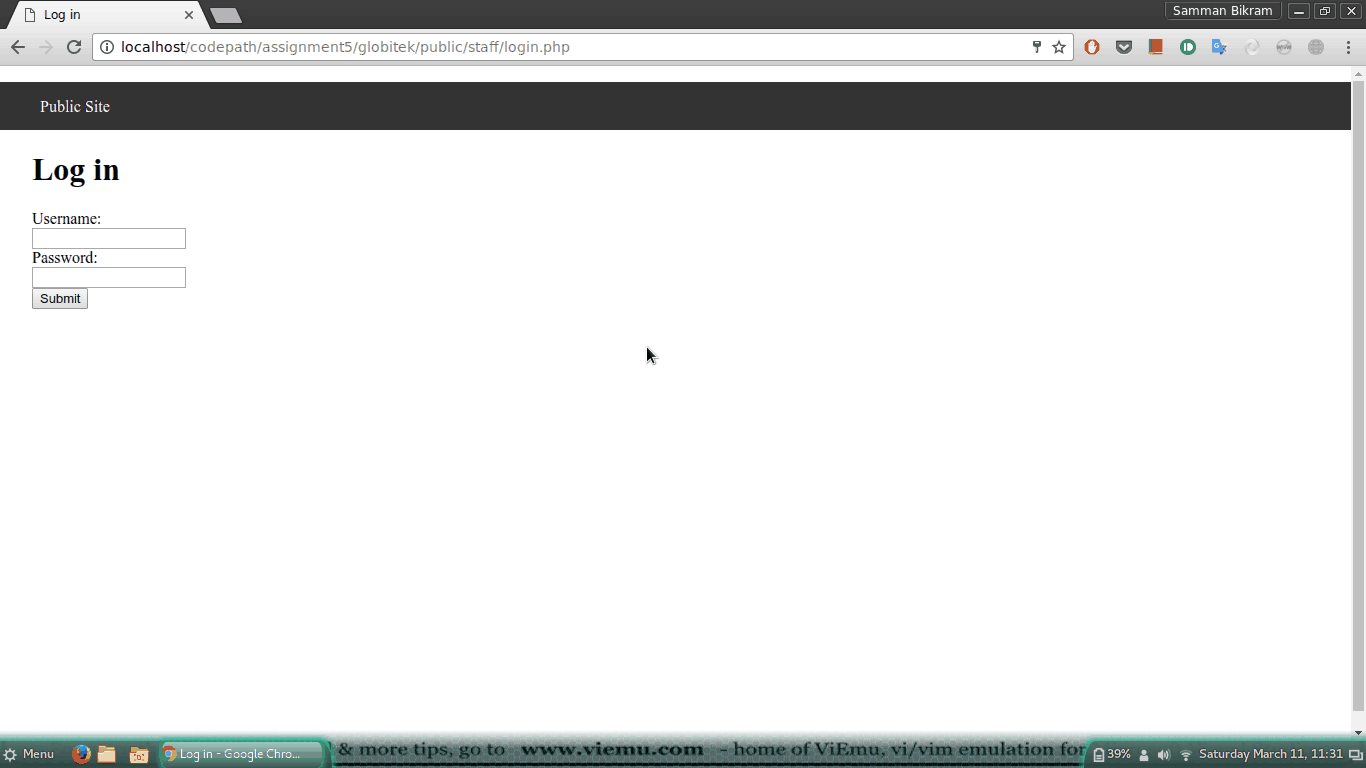 Log in
Samman Bikram
localhost/codepath/assignment5/globitek/public/staff/login.php
Public Site
Log in
Username:
Password:
Submit
Menu
Log in - Google Chro...
& more tips, go to www.viemu.com - home of ViEmu, vi/vim emulation for
39%
Saturday March 11, 11:31